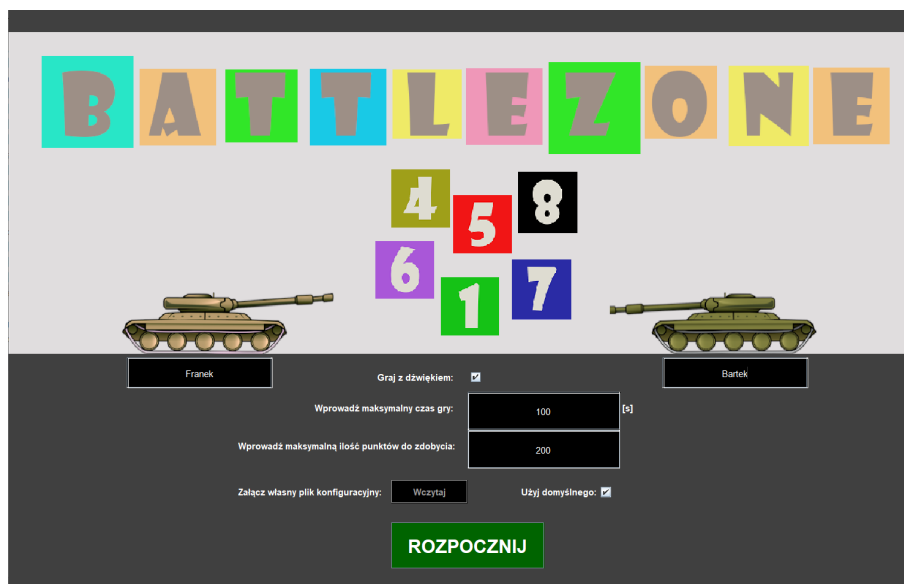 BATTLEZONE
4 5 8
6 1 7
Franek
Bartek
Graj z dźwiękiem:
Wprowadź maksymalny czas gry: 100 [s]
Wprowadź maksymalną ilość punktów do zdobycia: 200
Załącz własny plik konfiguracyjny: Wczytaj Użyj domyślnego:
ROZPOCZNIJ